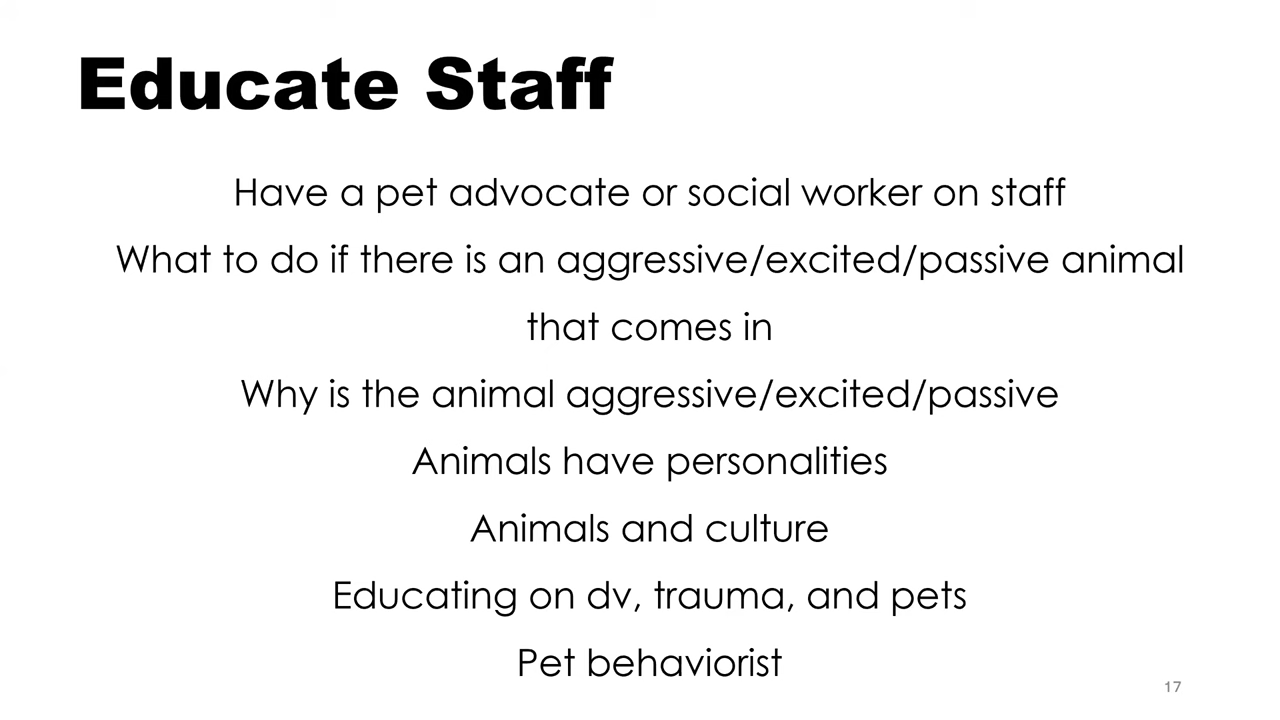 Educate Staff
Have a pet advocate or social worker on staff
What to do if there is an aggressive/excited/passive animal
that comes in
Why is the animal aggressive/excited/passive
Animals have personalities
Animals and culture
Educating on dv, trauma, and pets
Pet behaviorist
17